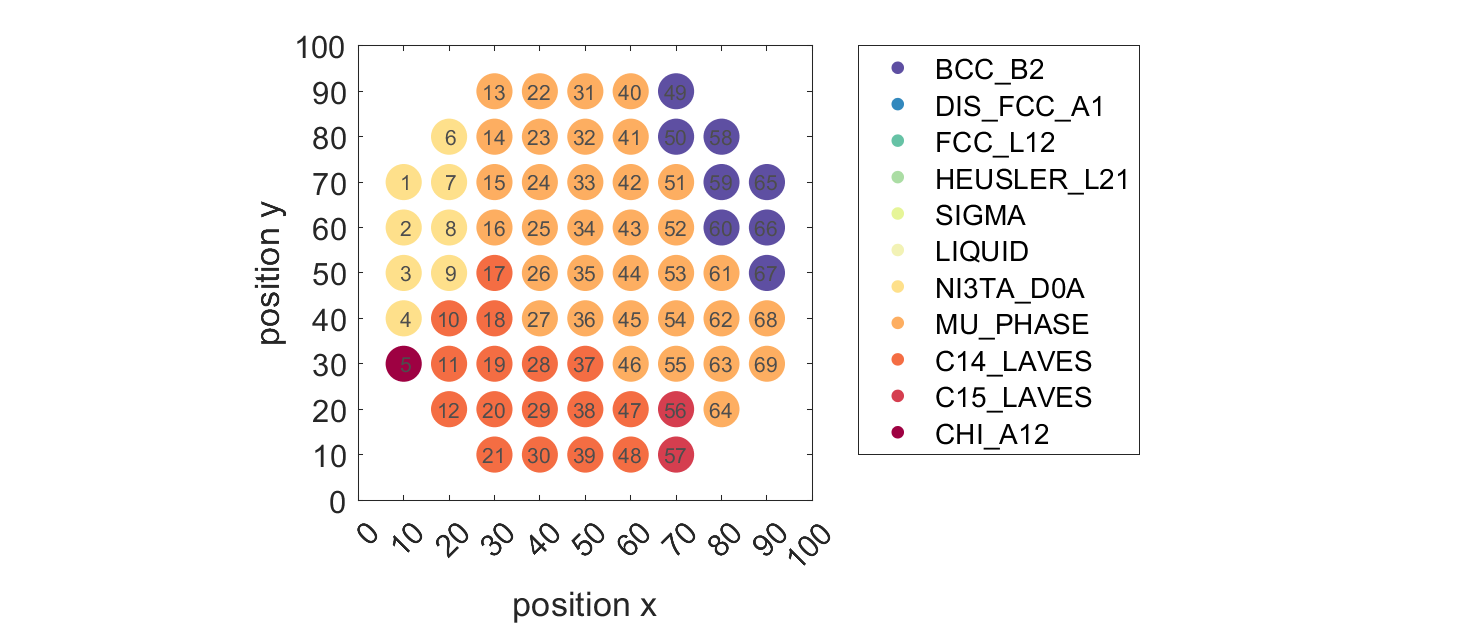 100
90
80
70
60
50
40
30
20
10
0
13 22 31 40 49
6 14 23 32 41 50 58
1 7 15 24 33 42 51 59 65
2 8 16 25 34 43 52 60 66
3 9 17 26 35 44 53 61 67
4 10 18 27 36 45 54 62 68
5 11 19 28 37 46 55 63 69
12 20 29 38 47 56 64
21 30 39 48 57
0 10 20 30 40 50 60 70 80 90 100
position x
position y
BCC_B2
DIS_FCC_A1
FCC_L12
HEUSLER_L21
SIGMA
LIQUID
NI3TA_D0A
MU_PHASE
C14_LAVES
C15_LAVES
CHI_A12